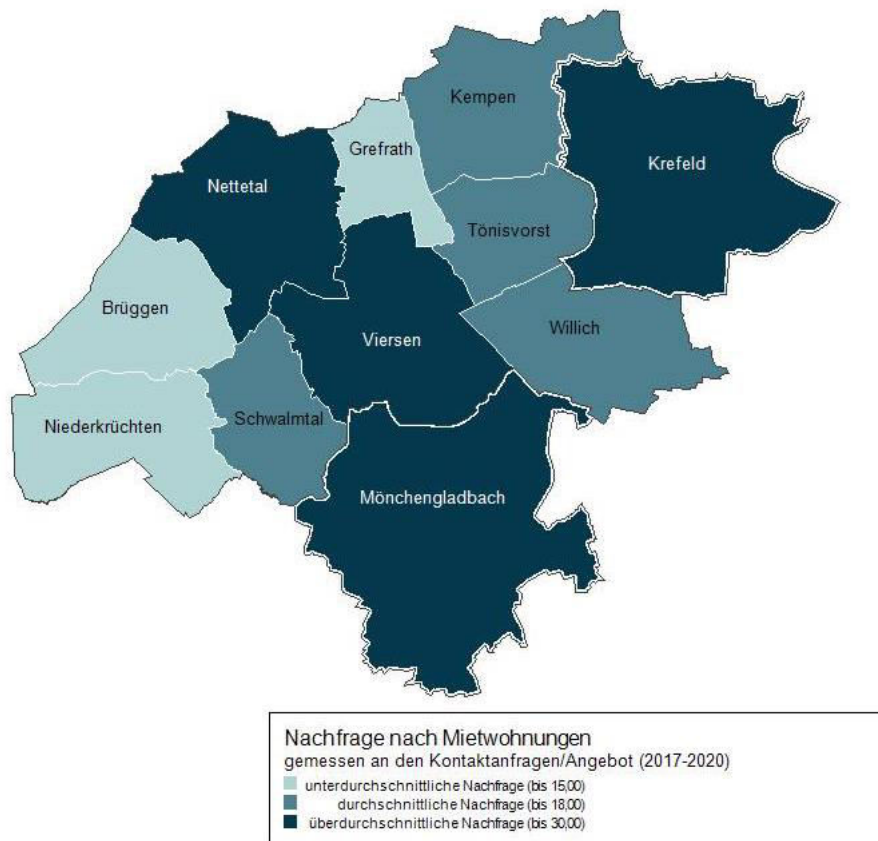 Kempen
Grefrath
Krefeld
Nettetal
Tönisvorst
Brüggen
Willich
Viersen
Schwalmtal
Niederkrüchten
Mönchengladbach
Nachfrage nach Mietwohnungen
gemessen an den Kontaktanfragen/Angebot (2017-2020)
unterdurchschnittliche Nachfrage (bis 15,00)
durchschnittliche Nachfrage (bis 18,00)
überdurchschnittliche Nachfrage (bis 30,00)